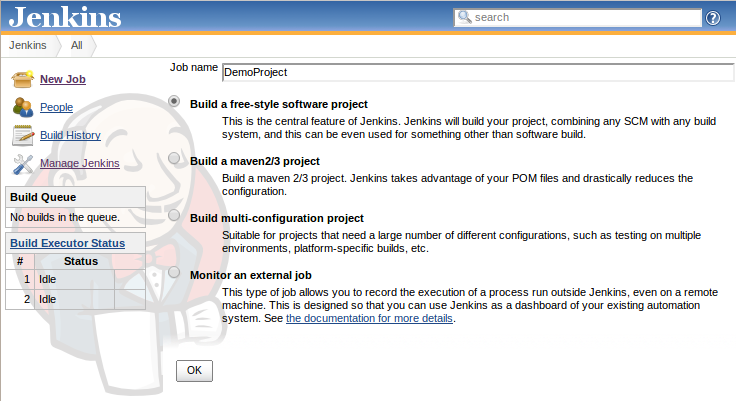 Jenkins
search
?
Jenkins
All
New Job
People
Build History
Manage Jenkins
Build Queue
No builds in the queue.
Build Executor Status
# Status
1 Idle
2 Idle
Job name DemoProject
Build a free-style software project
This is the central feature of Jenkins. Jenkins will build your project, combining any SCM with any build
system, and this can be even used for something other than software build.
Build a maven2/3 project
Build a maven 2/3 project. Jenkins takes advantage of your POM files and drastically reduces the
configuration.
Build multi-configuration project
Suitable for projects that need a large number of different configurations, such as testing on multiple
environments, platform-specific builds, etc.
Monitor an external job
This type of job allows you to record the execution of a process run outside Jenkins, even on a remote
machine. This is designed so that you can use Jenkins as a dashboard of your existing automation
system. See the documentation for more details.
OK